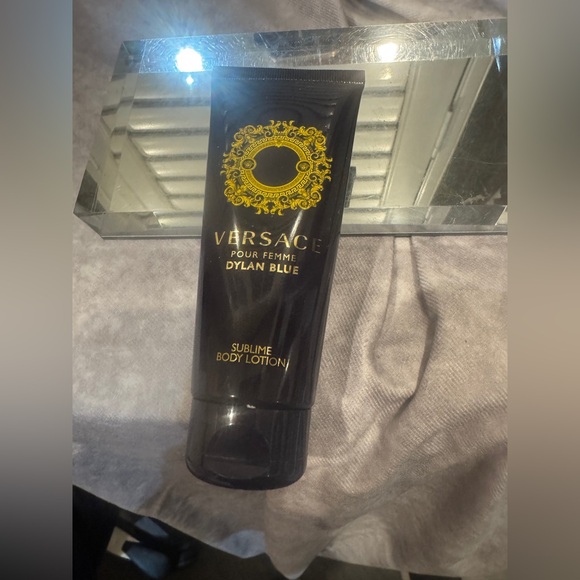 VERSACE
POUR FEMME
DYLAN BLUE
SUBLIME
BODY LOTION